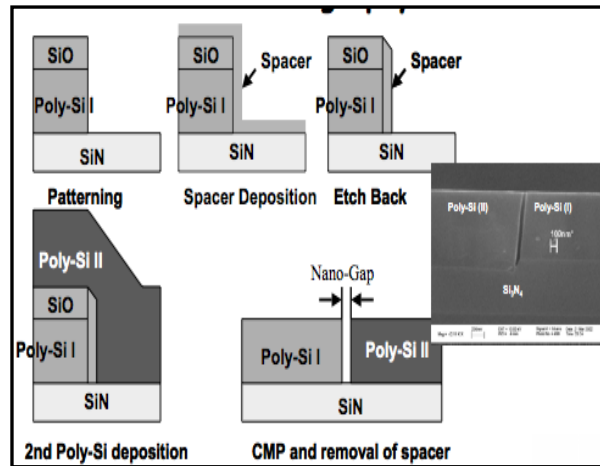 SiO
Poly-Si I
SiN
Patterning
SiO
Spacer
Poly-Si I
SiN
Spacer Deposition
SiO
Spacer
Poly-Si I
SiN
Etch Back
Poly-Si (II)
Poly-Si (I)
100nm
Si₃N₄
Poly-Si II
SiO
Poly-Si I
SiN
2nd Poly-Si deposition
Nano-Gap
Poly-Si I
Poly-Si II
SiN
CMP and removal of spacer